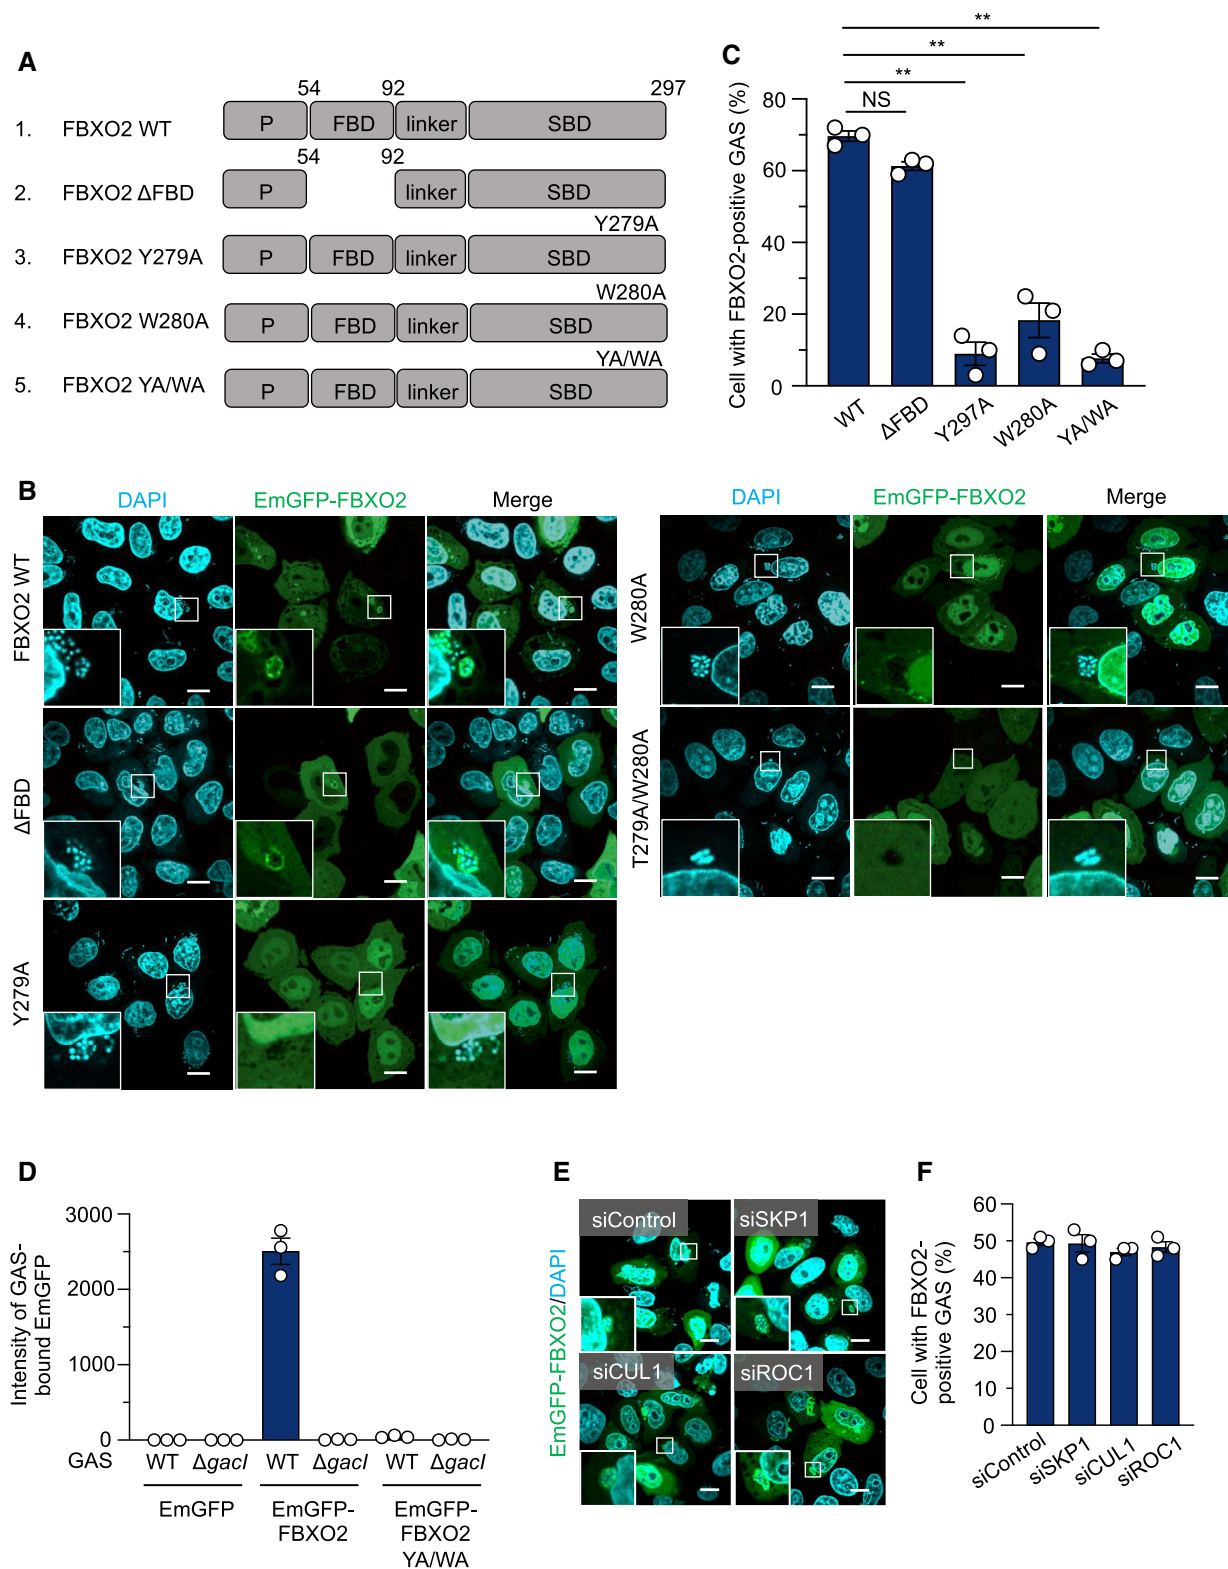 A
54 92 297
1. FBXO2 WT P FBD linker SBD
54 92
2. FBXO2 ΔFBD P linker SBD
Y279A
3. FBXO2 Y279A P FBD linker SBD
W280A
4. FBXO2 W280A P FBD linker SBD
YA/WA
5. FBXO2 YA/WA P FBD linker SBD
C
**
**
**
NS
Cell with FBXO2-positive GAS (%)
80
60
40
20
0
WT ΔFBD Y297A W280A YA/WA
B
DAPI EmGFP-FBXO2 Merge
FBXO2 WT
ΔFBD
Y279A
DAPI EmGFP-FBXO2 Merge
W280A
T279A/W280A
D
Intensity of GAS-
bound EmGFP
3000
2000
1000
0
GAS WT ΔgacI WT ΔgacI WT ΔgacI
EmGFP
EmGFP-
FBXO2
EmGFP-
FBXO2
YA/WA
E
EmGFP-FBXO2/DAPI
siControl siSKP1
siCUL1 siROC1
F
Cell with FBXO2-
positive GAS (%)
60
50
40
30
20
10
0
siControl siSKP1 siCUL1 siROC1